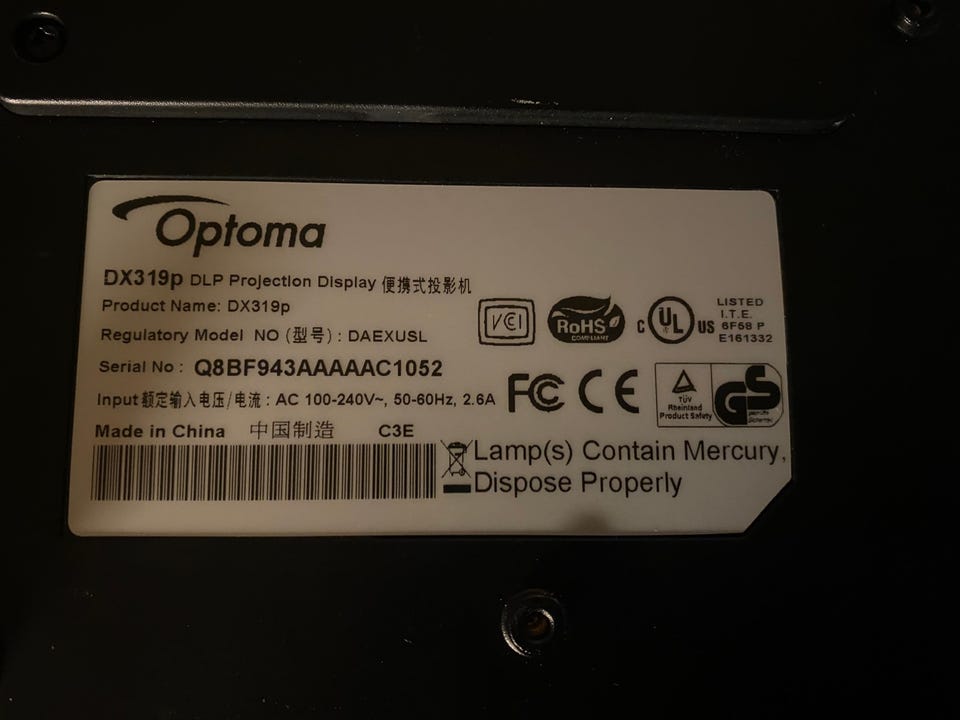 Optoma
DX319p DLP Projection Display 便携式投影机
Product Name: DX319p
Regulatory Model NO (型号) : DAEXUSL
Serial No : Q8BF943AAAAAC1052
Input 额定输入电压/电流 : AC 100-240V~, 50-60Hz, 2.6A
Made in China 中国制造 C3E
VCI
RoHS
COMPLIANT
C UL US
LISTED
I.T.E.
6F58 P
E161332
FC CE
TÜV
Rheinland
Product Safety
GS
geprüfte
Sicherheit
Lamp(s) Contain Mercury,
Dispose Properly